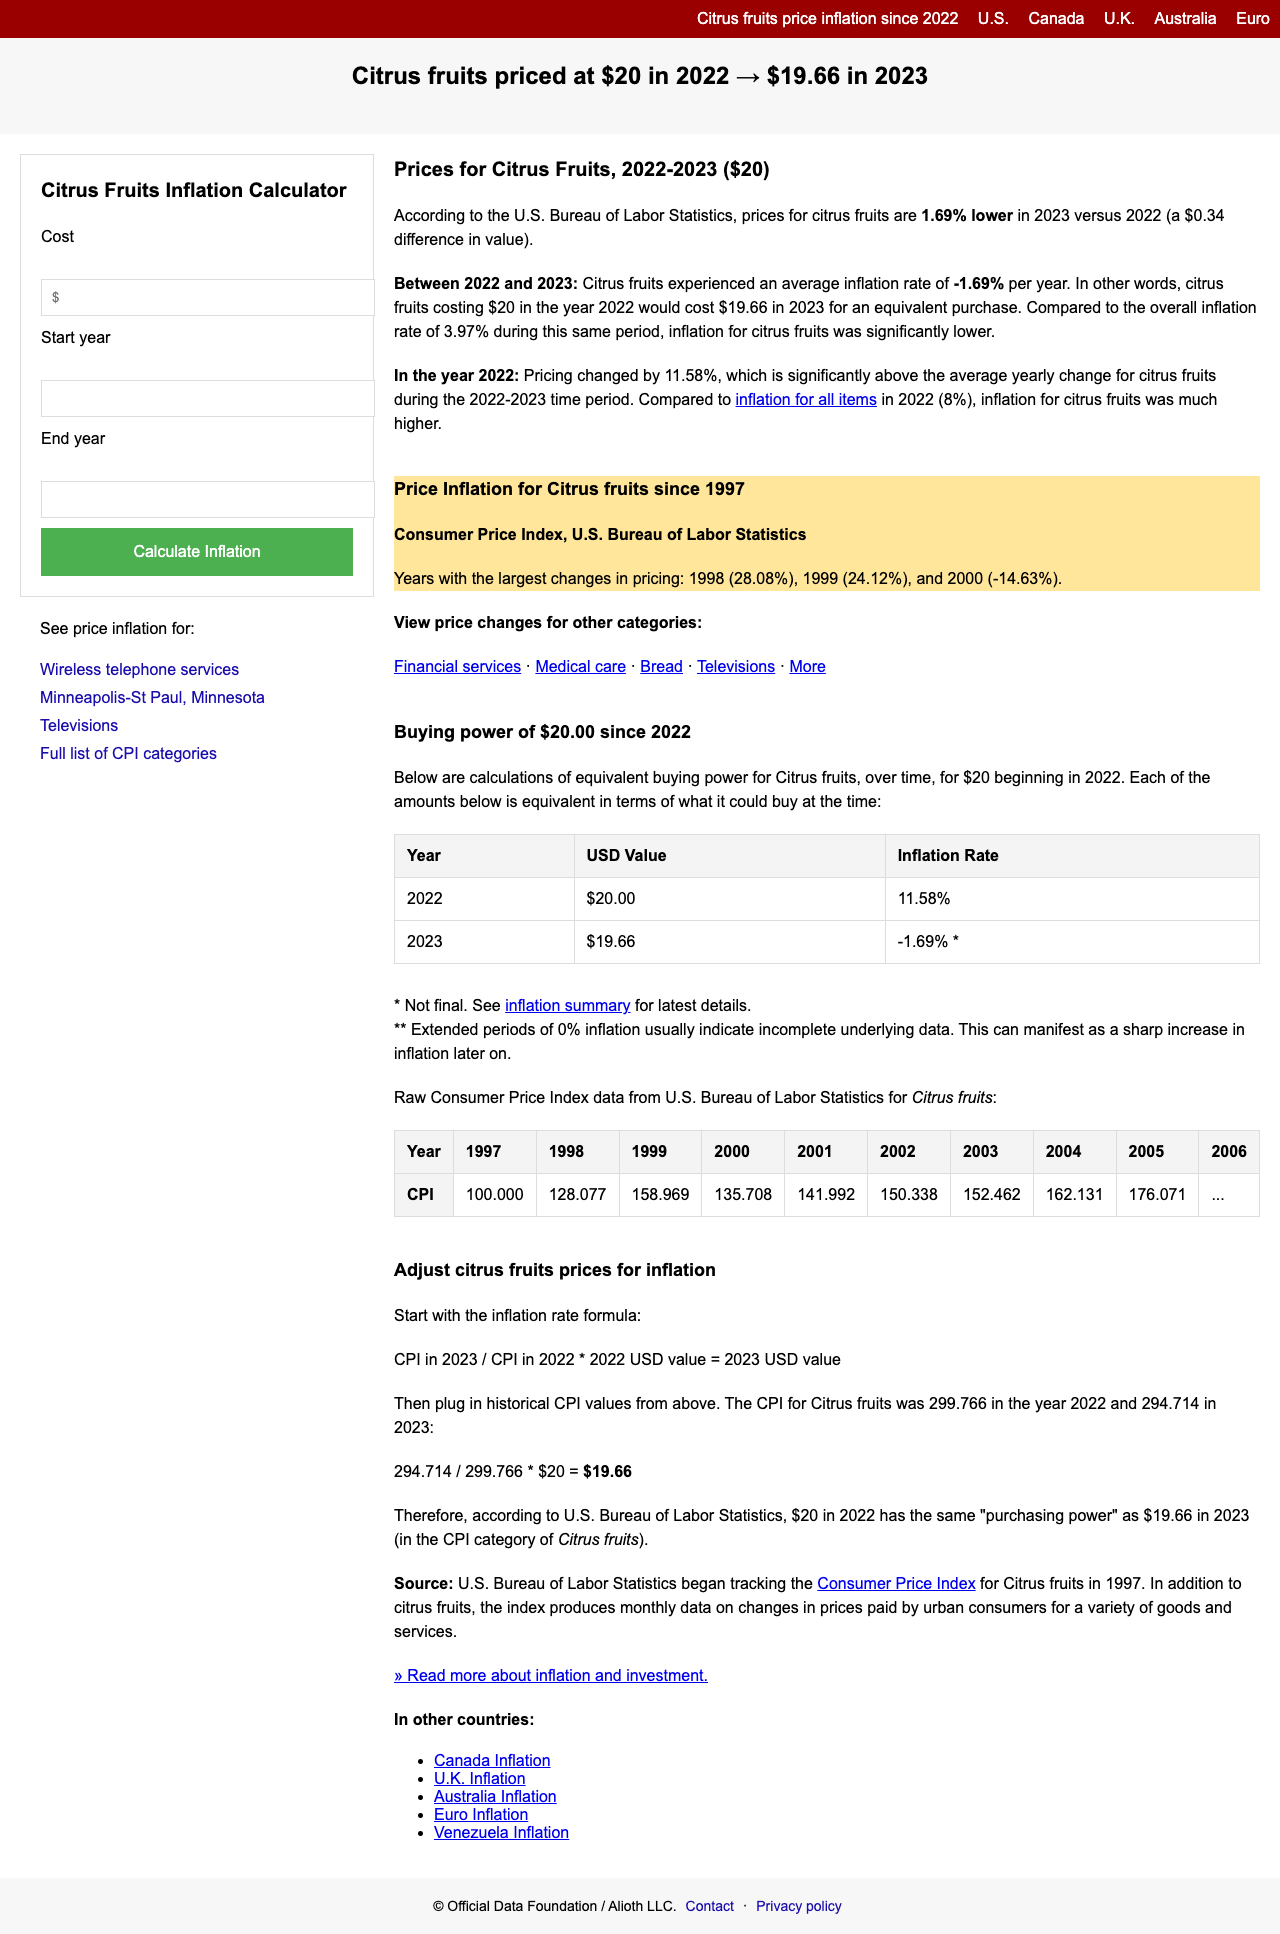 Citrus fruits price inflation since 2022 U.S. Canada U.K. Australia Euro
Citrus fruits priced at $20 in 2022 → $19.66 in 2023
Citrus Fruits Inflation Calculator
Cost
$
Start year
End year
Calculate Inflation
See price inflation for:
Wireless telephone services
Minneapolis-St Paul, Minnesota
Televisions
Full list of CPI categories
Prices for Citrus Fruits, 2022-2023 ($20)
According to the U.S. Bureau of Labor Statistics, prices for citrus fruits are 1.69% lower in 2023 versus 2022 (a $0.34
difference in value).
Between 2022 and 2023: Citrus fruits experienced an average inflation rate of -1.69% per year. In other words, citrus
fruits costing $20 in the year 2022 would cost $19.66 in 2023 for an equivalent purchase. Compared to the overall inflation
rate of 3.97% during this same period, inflation for citrus fruits was significantly lower.
In the year 2022: Pricing changed by 11.58%, which is significantly above the average yearly change for citrus fruits
during the 2022-2023 time period. Compared to inflation for all items in 2022 (8%), inflation for citrus fruits was much
higher.
Price Inflation for Citrus fruits since 1997
Consumer Price Index, U.S. Bureau of Labor Statistics
Years with the largest changes in pricing: 1998 (28.08%), 1999 (24.12%), and 2000 (-14.63%).
View price changes for other categories:
Financial services · Medical care · Bread · Televisions · More
Buying power of $20.00 since 2022
Below are calculations of equivalent buying power for Citrus fruits, over time, for $20 beginning in 2022. Each of the
amounts below is equivalent in terms of what it could buy at the time:
Year USD Value Inflation Rate
2022 $20.00 11.58%
2023 $19.66 -1.69% *
* Not final. See inflation summary for latest details.
** Extended periods of 0% inflation usually indicate incomplete underlying data. This can manifest as a sharp increase in
inflation later on.
Raw Consumer Price Index data from U.S. Bureau of Labor Statistics for Citrus fruits:
Year 1997 1998 1999 2000 2001 2002 2003 2004 2005 2006
CPI 100.000 128.077 158.969 135.708 141.992 150.338 152.462 162.131 176.071 ...
Adjust citrus fruits prices for inflation
Start with the inflation rate formula:
CPI in 2023 / CPI in 2022 * 2022 USD value = 2023 USD value
Then plug in historical CPI values from above. The CPI for Citrus fruits was 299.766 in the year 2022 and 294.714 in
2023:
294.714 / 299.766 * $20 = $19.66
Therefore, according to U.S. Bureau of Labor Statistics, $20 in 2022 has the same "purchasing power" as $19.66 in 2023
(in the CPI category of Citrus fruits).
Source: U.S. Bureau of Labor Statistics began tracking the Consumer Price Index for Citrus fruits in 1997. In addition to
citrus fruits, the index produces monthly data on changes in prices paid by urban consumers for a variety of goods and
services.
» Read more about inflation and investment.
In other countries:
• Canada Inflation
• U.K. Inflation
• Australia Inflation
• Euro Inflation
• Venezuela Inflation
© Official Data Foundation / Alioth LLC. Contact · Privacy policy